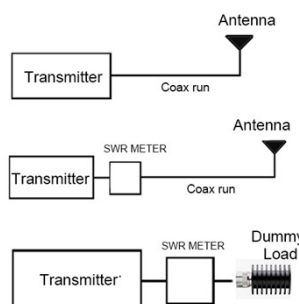 Antenna
Transmitter
Coax run
Antenna
SWR METER
Transmitter
Coax run
Dummy
Load
SWR METER
Transmitter